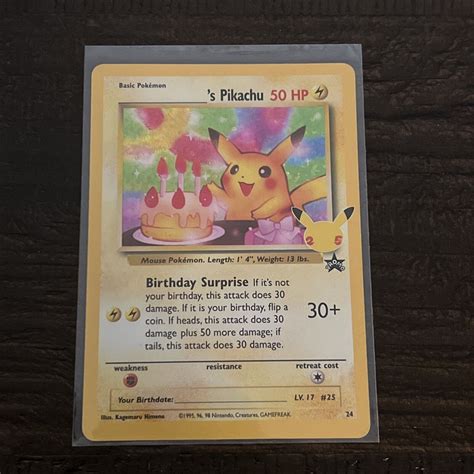 Basic Pokémon
____________'s Pikachu 50 HP
25
PROMO
Mouse Pokémon. Length: 1' 4", Weight: 13 lbs.
Birthday Surprise If it's not
your birthday, this attack does 30
damage. If it is your birthday, flip a
coin. If heads, this attack does 30
damage plus 50 more damage; if
tails, this attack does 30 damage.
30+
weakness resistance retreat cost
Your Birthdate: LV. 17 #25
Illus. Kagemaru Himeno ©1995, 96, 98 Nintendo, Creatures, GAMEFREAK. 24